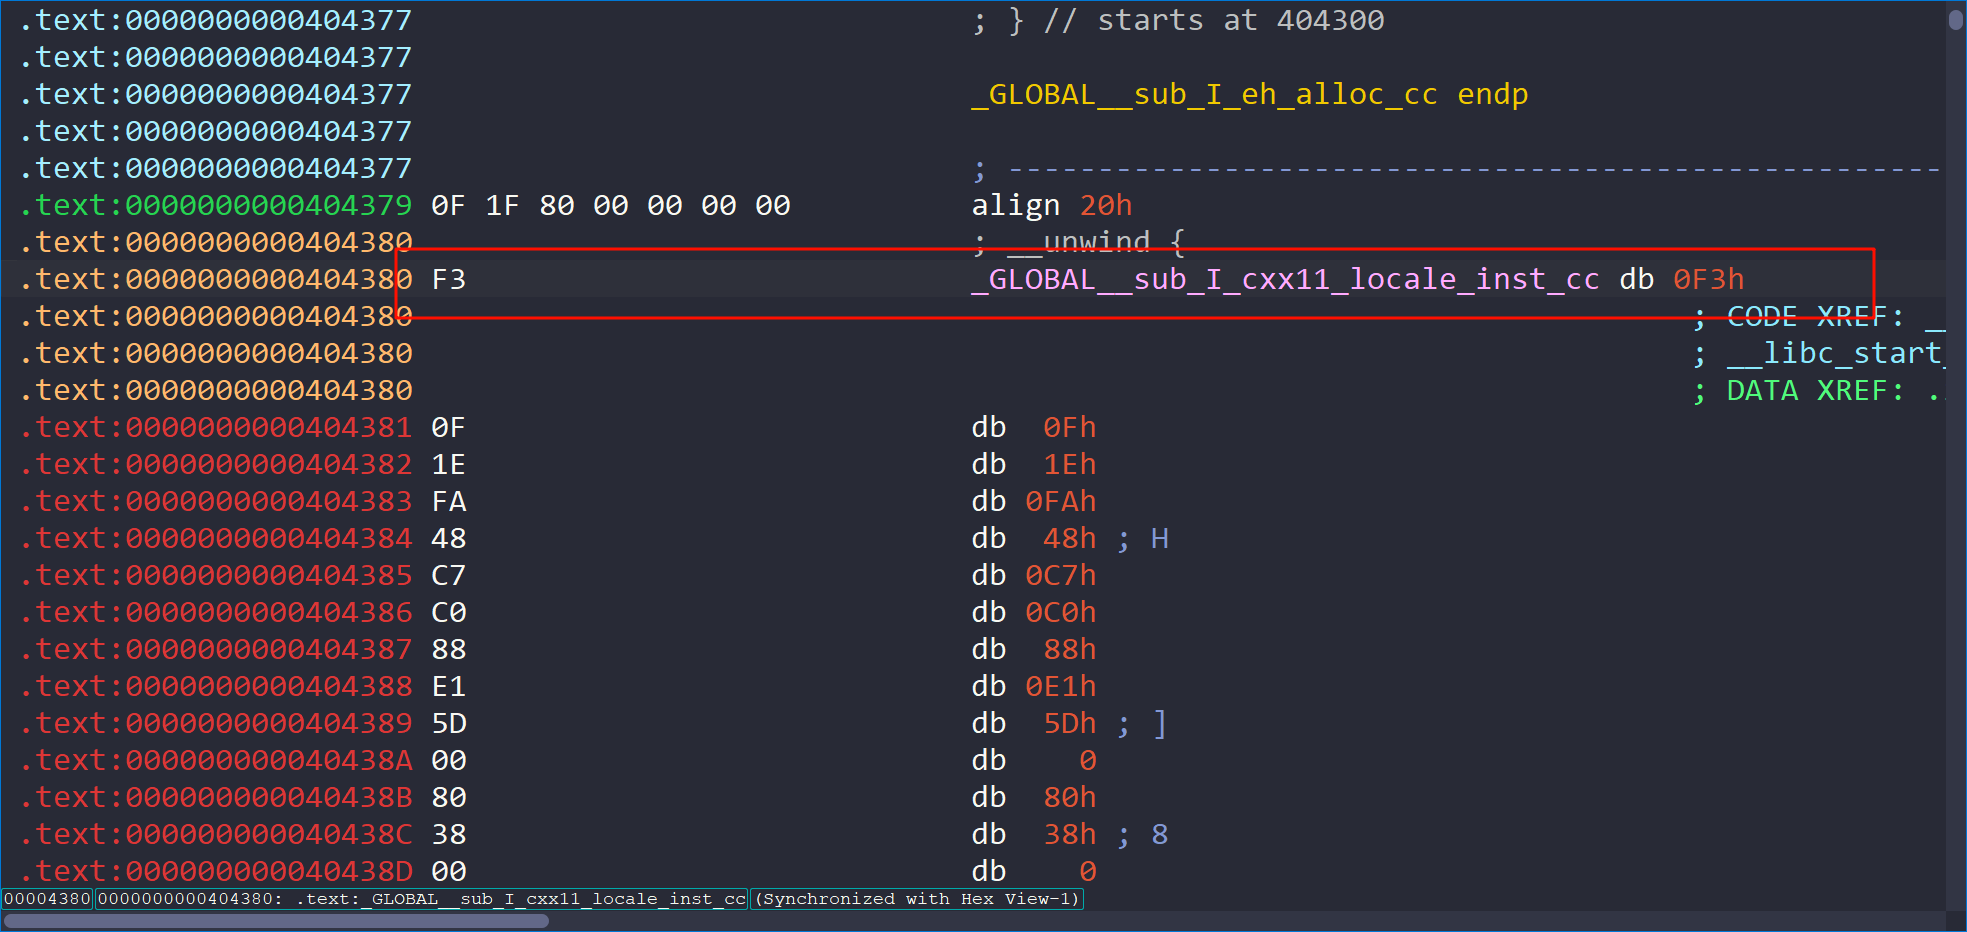 .text:0000000000404377 ; } // starts at 404300
.text:0000000000404377
.text:0000000000404377 _GLOBAL__sub_I_eh_alloc_cc endp
.text:0000000000404377
.text:0000000000404377 ; ----------------------------------------------------
.text:0000000000404379 0F 1F 80 00 00 00 00 align 20h
.text:0000000000404380 ; __unwind {
.text:0000000000404380 F3 _GLOBAL__sub_I_cxx11_locale_inst_cc db 0F3h
.text:0000000000404380 ; CODE XREF: __
.text:0000000000404380 ; __libc_start_
.text:0000000000404380 ; DATA XREF: .
.text:0000000000404381 0F db 0Fh
.text:0000000000404382 1E db 1Eh
.text:0000000000404383 FA db 0FAh
.text:0000000000404384 48 db 48h ; H
.text:0000000000404385 C7 db 0C7h
.text:0000000000404386 C0 db 0C0h
.text:0000000000404387 88 db 88h
.text:0000000000404388 E1 db 0E1h
.text:0000000000404389 5D db 5Dh ; ]
.text:000000000040438A 00 db 0
.text:000000000040438B 80 db 80h
.text:000000000040438C 38 db 38h ; 8
.text:000000000040438D 00 db 0
00004380 0000000000404380: .text:_GLOBAL__sub_I_cxx11_locale_inst_cc (Synchronized with Hex View-1)